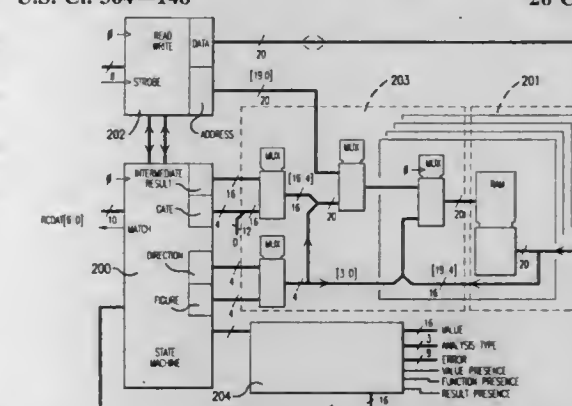 U.S. Cl. 364—148
READ
WRITE
DATA
20
201
8
STROBE
[19:0]
20
203
202
ADDRESS
MUX
MUX
MUX
INTERMEDIATE
RESULT
16
[19:4]
16
20
RAM
20
GATE
4
12
16
0
RCDAT[9:0]
10
MATCH
200
MUX
20
DIRECTION
4
[3:0]
[19:4]
16
FIGURE
4
STATE
MACHINE
204
16
VALUE
3
ANALYSIS TYPE
9
ERROR
VALUE PRESENCE
FUNCTION PRESENCE
RESULT PRESENCE
16